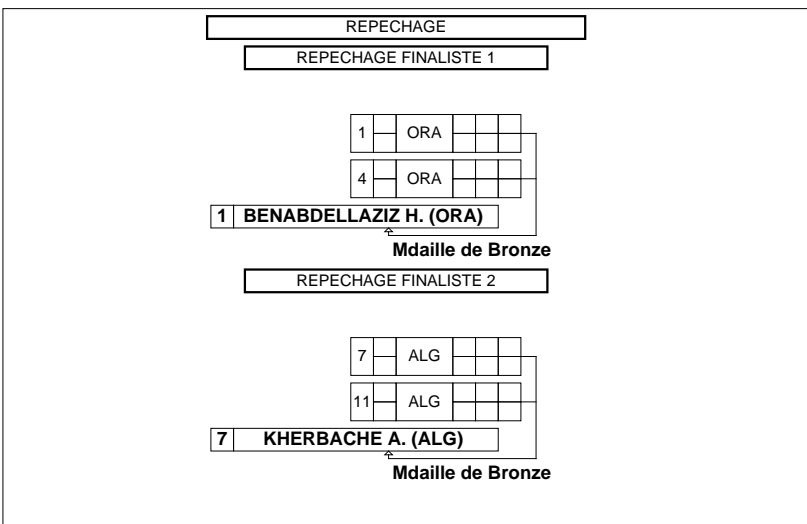 REPECHAGE
REPECHAGE FINALISTE 1
1 ORA
4 ORA
1 BENABDELLAZIZ H. (ORA)
Mdaille de Bronze
REPECHAGE FINALISTE 2
7 ALG
11 ALG
7 KHERBACHE A. (ALG)
Mdaille de Bronze